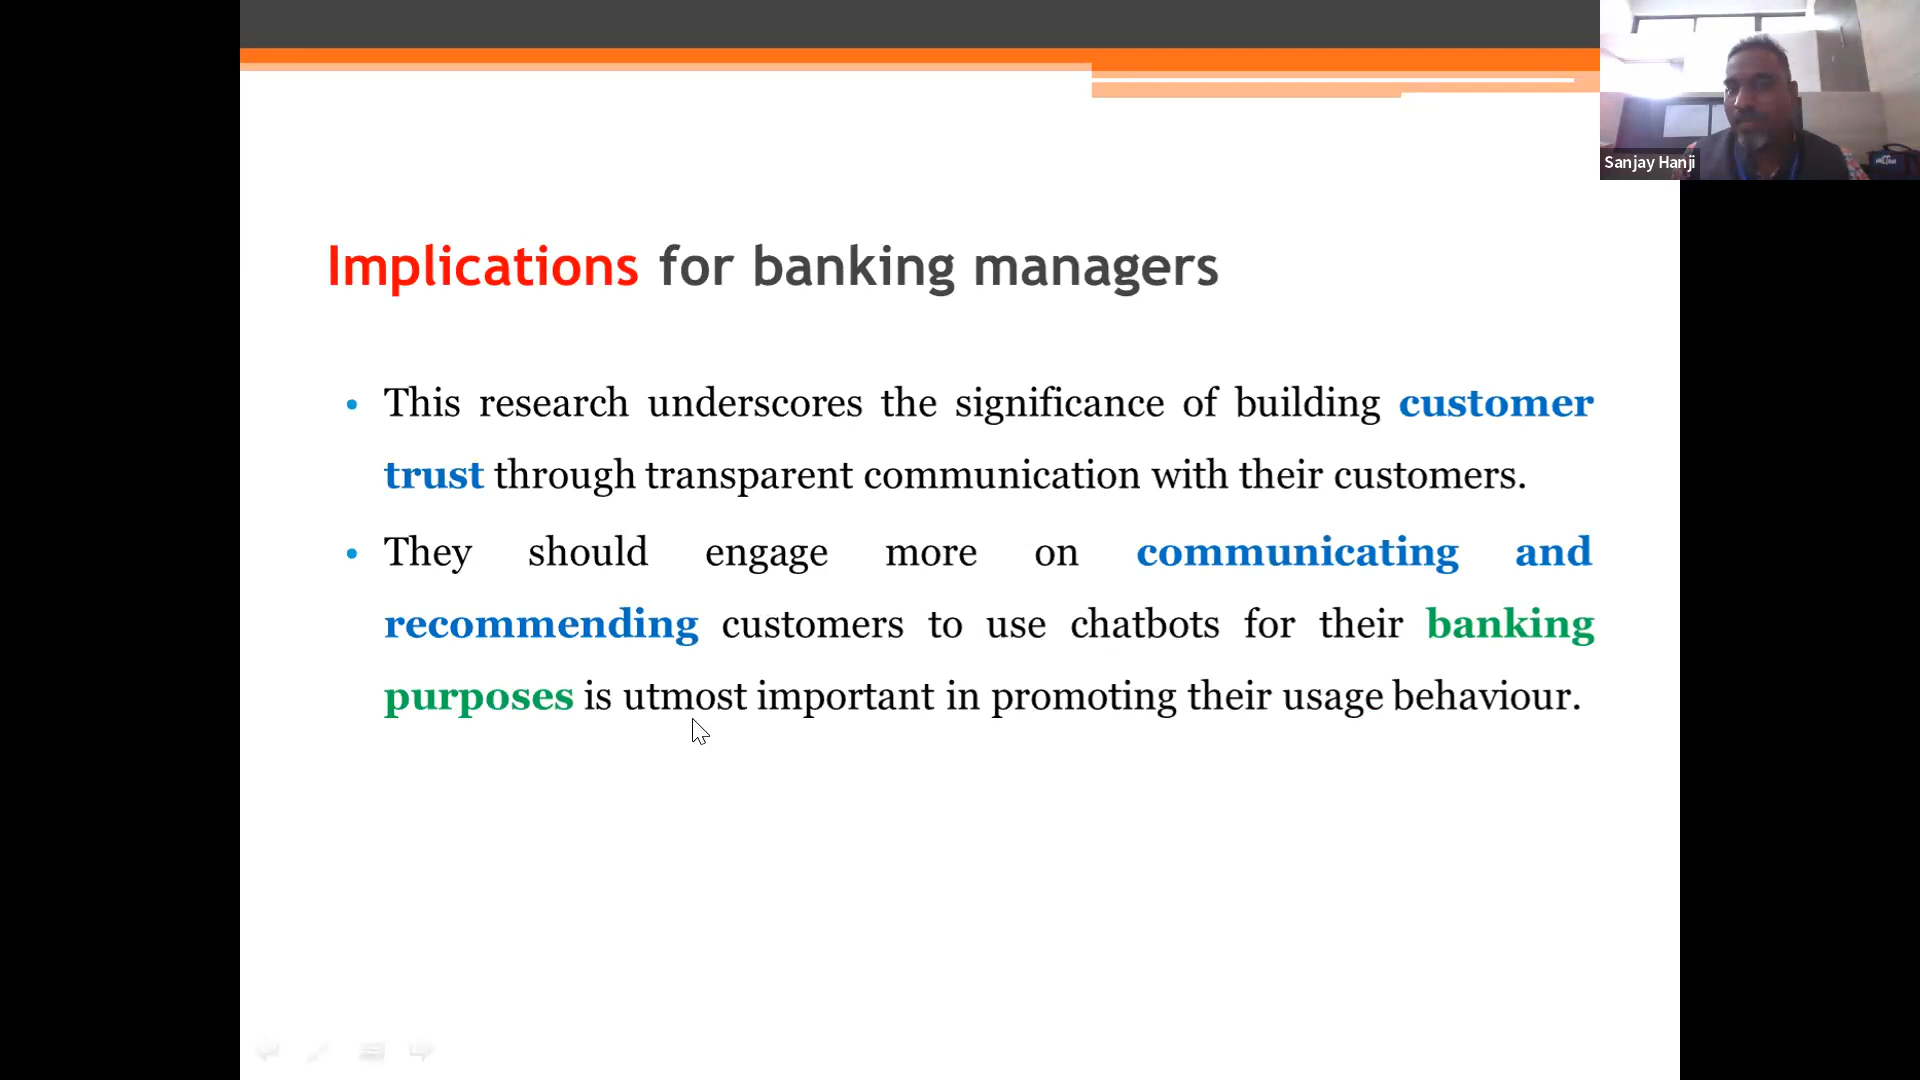 Sanjay Hanji
Implications for banking managers
• This research underscores the significance of building customer
trust through transparent communication with their customers.
• They should engage more on communicating and
recommending customers to use chatbots for their banking
purposes is utmost important in promoting their usage behaviour.